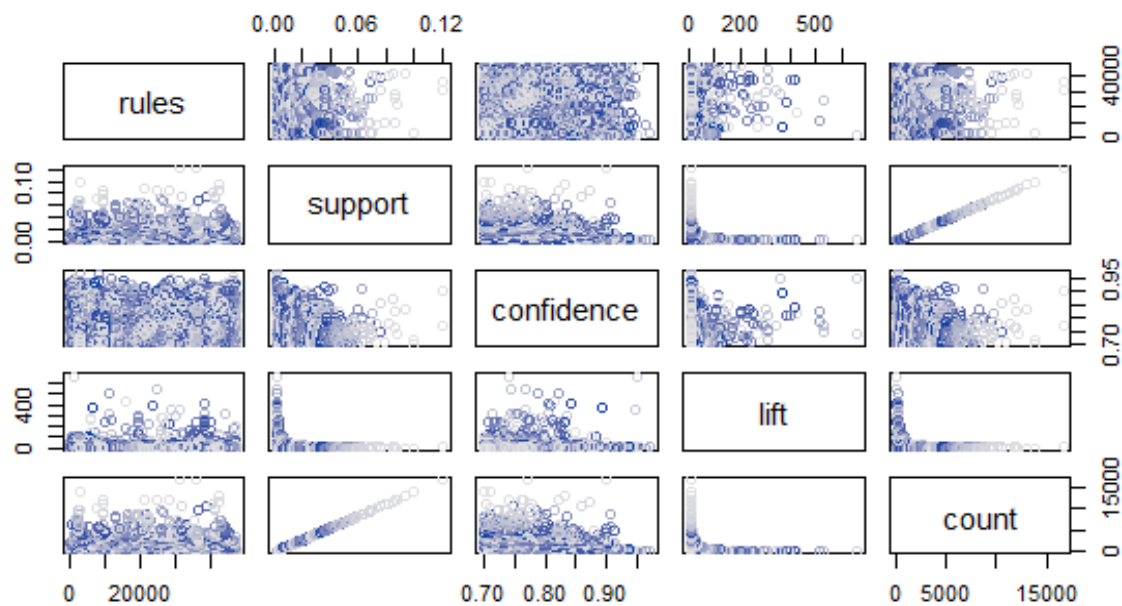 0.00 0.06 0.12 0 200 500
rules 0 40000
0.00 0.10 support
confidence 0.70 0.95
0 400 lift
count 0 15000
0 20000 0.70 0.80 0.90 0 5000 15000